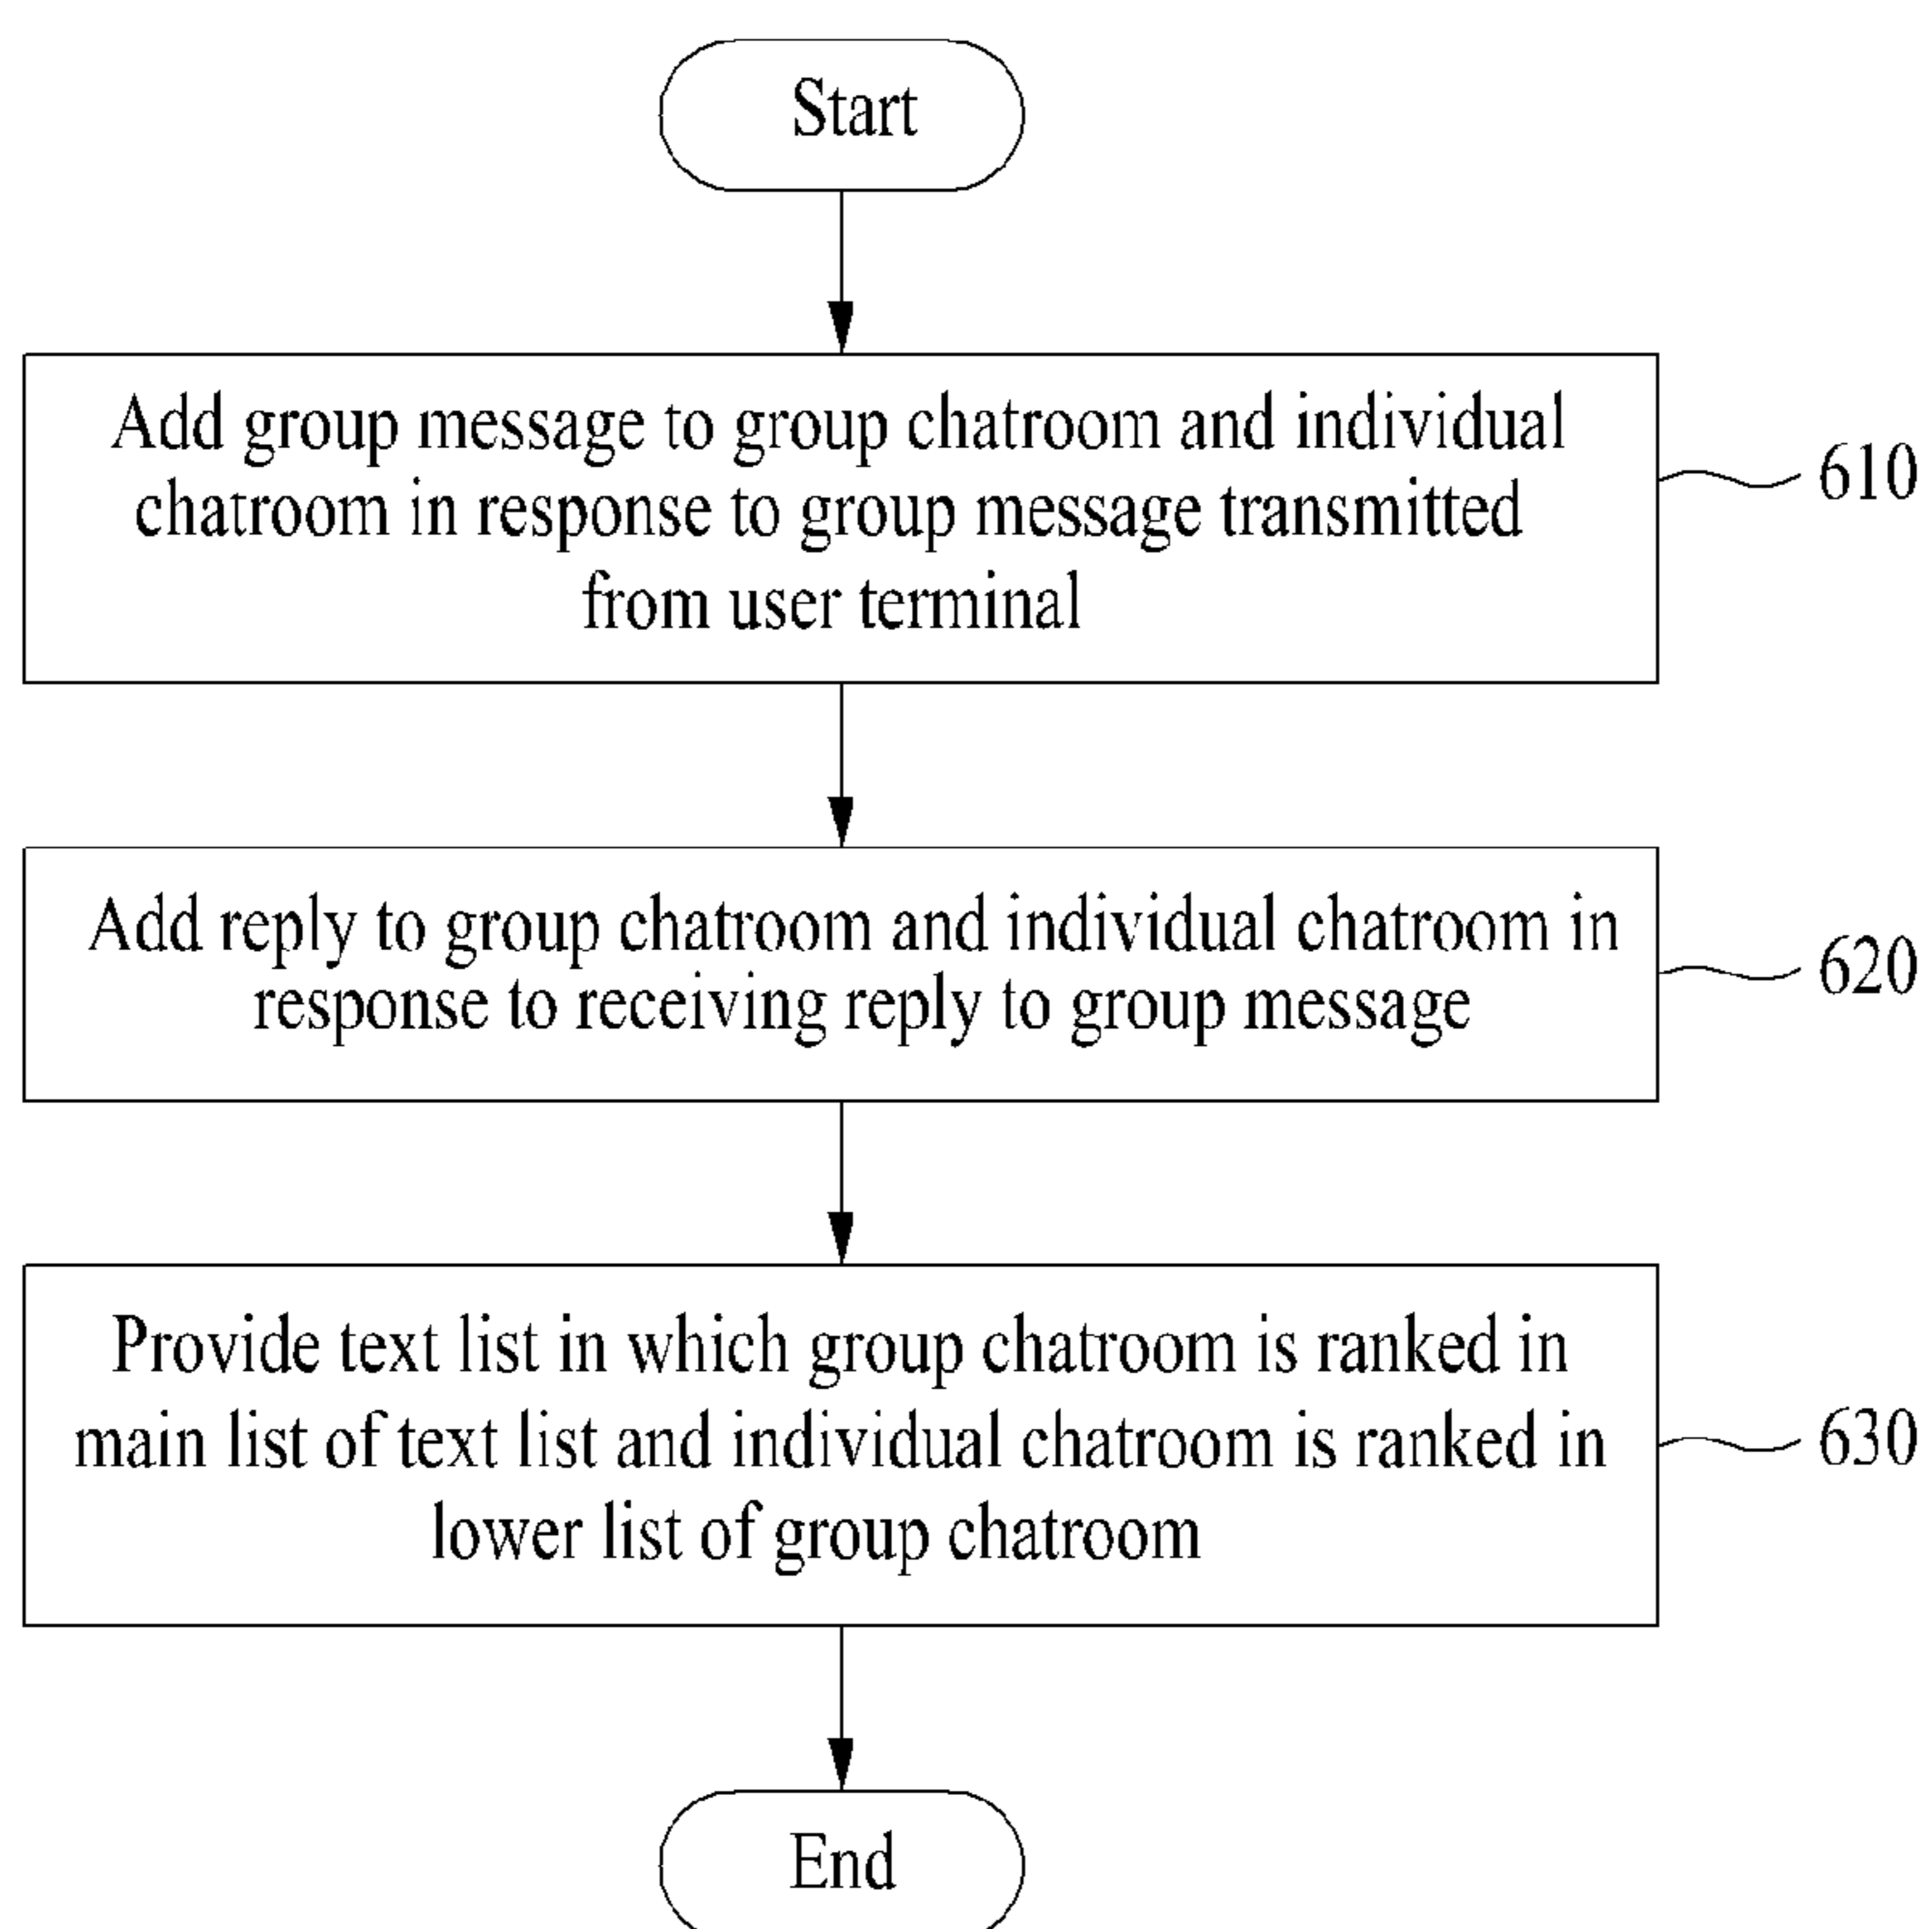 Start
Add group message to group chatroom and individual
chatroom in response to group message transmitted
from user terminal
610
Add reply to group chatroom and individual chatroom in
response to receiving reply to group message
620
Provide text list in which group chatroom is ranked in
main list of text list and individual chatroom is ranked in
lower list of group chatroom
630
End